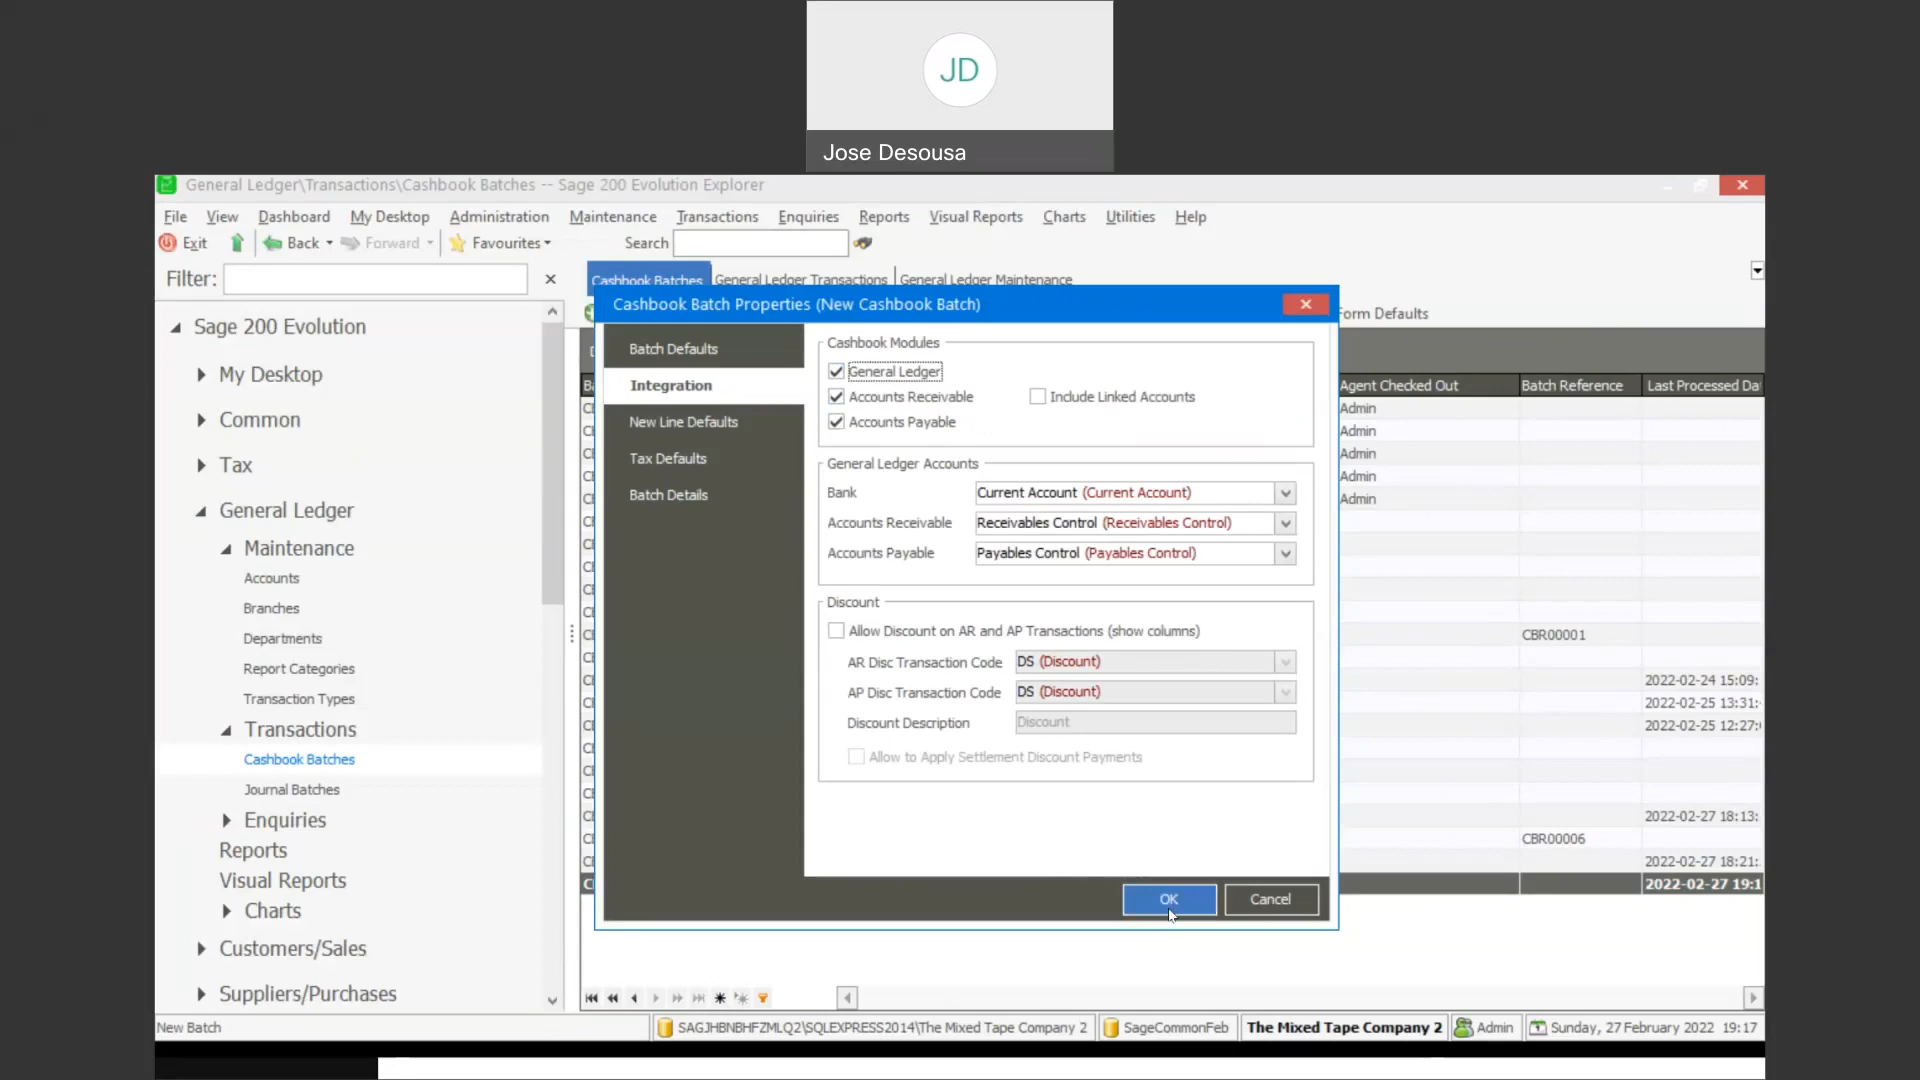 JD
Jose Desousa
General Ledger\Transactions\Cashbook Batches -- Sage 200 Evolution Explorer
File View Dashboard My Desktop Administration Maintenance Transactions Enquiries Reports Visual Reports Charts Utilities Help
Exit Back Forward Favourites Search
Filter:
Cashbook Batches General Ledger Transactions General Ledger Maintenance
Form Defaults
Sage 200 Evolution
My Desktop
Common
Tax
General Ledger
Maintenance
Accounts
Branches
Departments
Report Categories
Transaction Types
Transactions
Cashbook Batches
Journal Batches
Enquiries
Reports
Visual Reports
Charts
Customers/Sales
Suppliers/Purchases
Cashbook Batch Properties (New Cashbook Batch)
Batch Defaults
Integration
New Line Defaults
Tax Defaults
Batch Details
Cashbook Modules
General Ledger
Accounts Receivable Include Linked Accounts
Accounts Payable
General Ledger Accounts
Bank Current Account (Current Account)
Accounts Receivable Receivables Control (Receivables Control)
Accounts Payable Payables Control (Payables Control)
Discount
Allow Discount on AR and AP Transactions (show columns)
AR Disc Transaction Code DS (Discount)
AP Disc Transaction Code DS (Discount)
Discount Description Discount
Allow to Apply Settlement Discount Payments
OK Cancel
Agent Checked Out Batch Reference Last Processed Da
Admin
Admin
Admin
Admin
Admin
CBR00001
2022-02-24 15:09:
2022-02-25 13:31:
2022-02-25 12:27:
2022-02-27 18:13:
CBR00006
2022-02-27 18:21:
2022-02-27 19:1
New Batch SAGJHBNBHFZMLQ2\SQLEXPRESS2014\The Mixed Tape Company 2 SageCommonFeb The Mixed Tape Company 2 Admin Sunday, 27 February 2022 19:17